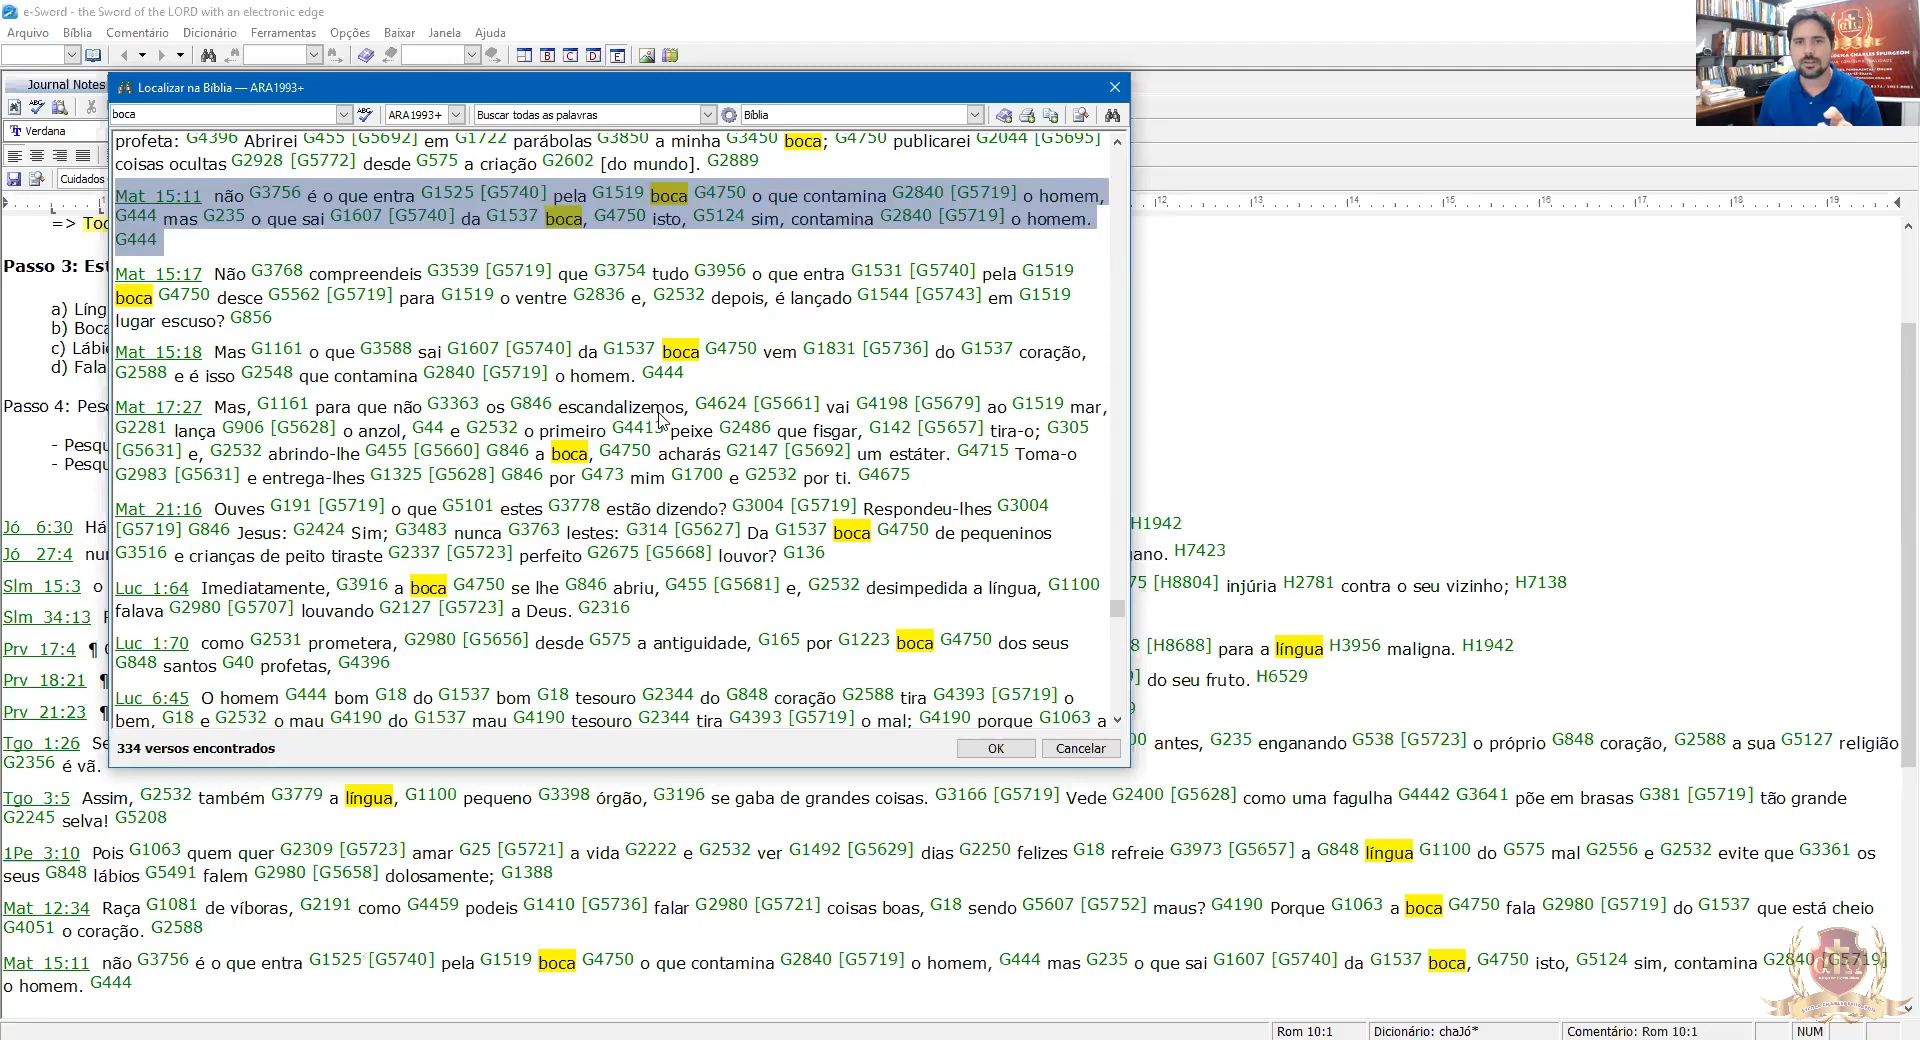 e-Sword - the Sword of the LORD with an electronic edge
Arquivo Bíblia Comentário Dicionário Ferramentas Opções Baixar Janela Ajuda
B C D E
Journal Notes
Localizar na Bíblia — ARA1993+
boca ARA1993+ Buscar todas as palavras Bíblia
Verdana
Cuidados
12 13 14 15 16 17 18 19
profeta: G4396 Abrirei G455 [G5692] em G1722 parábolas G3850 a minha G3450 boca; G4750 publicarei G2044 [G5695]
coisas ocultas G2928 [G5772] desde G575 a criação G2602 [do mundo]. G2889
Mat 15:11 não G3756 é o que entra G1525 [G5740] pela G1519 boca G4750 o que contamina G2840 [G5719] o homem,
G444 mas G235 o que sai G1607 [G5740] da G1537 boca, G4750 isto, G5124 sim, contamina G2840 [G5719] o homem.
G444
Mat 15:17 Não G3768 compreendeis G3539 [G5719] que G3754 tudo G3956 o que entra G1531 [G5740] pela G1519
boca G4750 desce G5562 [G5719] para G1519 o ventre G2836 e, G2532 depois, é lançado G1544 [G5743] em G1519
lugar escuso? G856
Mat 15:18 Mas G1161 o que G3588 sai G1607 [G5740] da G1537 boca G4750 vem G1831 [G5736] do G1537 coração,
G2588 e é isso G2548 que contamina G2840 [G5719] o homem. G444
Mat 17:27 Mas, G1161 para que não G3363 os G846 escandalizemos, G4624 [G5661] vai G4198 [G5679] ao G1519 mar,
G2281 lança G906 [G5628] o anzol, G44 e G2532 o primeiro G4413 peixe G2486 que fisgar, G142 [G5657] tira-o; G305
[G5631] e, G2532 abrindo-lhe G455 [G5660] G846 a boca, G4750 acharás G2147 [G5692] um estáter. G4715 Toma-o
G2983 [G5631] e entrega-lhes G1325 [G5628] G846 por G473 mim G1700 e G2532 por ti. G4675
Mat 21:16 Ouves G191 [G5719] o que G5101 estes G3778 estão dizendo? G3004 [G5719] Respondeu-lhes G3004
[G5719] G846 Jesus: G2424 Sim; G3483 nunca G3763 lestes: G314 [G5627] Da G1537 boca G4750 de pequeninos
G3516 e crianças de peito tiraste G2337 [G5723] perfeito G2675 [G5668] louvor? G136
Luc 1:64 Imediatamente, G3916 a boca G4750 se lhe G846 abriu, G455 [G5681] e, G2532 desimpedida a língua, G1100
falava G2980 [G5707] louvando G2127 [G5723] a Deus. G2316
Luc 1:70 como G2531 prometera, G2980 [G5656] desde G575 a antiguidade, G165 por G1223 boca G4750 dos seus
G848 santos G40 profetas, G4396
Luc 6:45 O homem G444 bom G18 do G1537 bom G18 tesouro G2344 do G848 coração G2588 tira G4393 [G5719] o
bem, G18 e G2532 o mau G4190 do G1537 mau G4190 tesouro G2344 tira G4393 [G5719] o mal; G4190 porque G1063 a
334 versos encontrados
OK Cancelar
=> Toc
Passo 3: Est
a) Líng
b) Boca
c) Lábi
d) Fala
Passo 4: Pes
- Pesqu
- Pesqu
Jó 6:30 Há H1942
Jó 27:4 nun ano. H7423
Slm 15:3 o 75 [H8804] injúria H2781 contra o seu vizinho; H7138
Slm 34:13
Prv 17:4 ¶ 8 [H8688] para a língua H3956 maligna. H1942
Prv 18:21 ¶ ] do seu fruto. H6529
Prv 21:23 ¶
Tgo 1:26 Se 00 antes, G235 enganando G538 [G5723] o próprio G848 coração, G2588 a sua G5127 religião
G2356 é vã.
Tgo 3:5 Assim, G2532 também G3779 a língua, G1100 pequeno G3398 órgão, G3196 se gaba de grandes coisas. G3166 [G5719] Vede G2400 [G5628] como uma fagulha G4442 G3641 põe em brasas G381 [G5719] tão grande
G2245 selva! G5208
1Pe 3:10 Pois G1063 quem quer G2309 [G5723] amar G25 [G5721] a vida G2222 e G2532 ver G1492 [G5629] dias G2250 felizes G18 refreie G3973 [G5657] a G848 língua G1100 do G575 mal G2556 e G2532 evite que G3361 os
seus G848 lábios G5491 falem G2980 [G5658] dolosamente; G1388
Mat 12:34 Raça G1081 de víboras, G2191 como G4459 podeis G1410 [G5736] falar G2980 [G5721] coisas boas, G18 sendo G5607 [G5752] maus? G4190 Porque G1063 a boca G4750 fala G2980 [G5719] do G1537 que está cheio
G4051 o coração. G2588
Mat 15:11 não G3756 é o que entra G1525 [G5740] pela G1519 boca G4750 o que contamina G2840 [G5719] o homem, G444 mas G235 o que sai G1607 [G5740] da G1537 boca, G4750 isto, G5124 sim, contamina G2840 [G5719]
o homem. G444
Rom 10:1 Dicionário: chaJó* Comentário: Rom 10:1 NUM